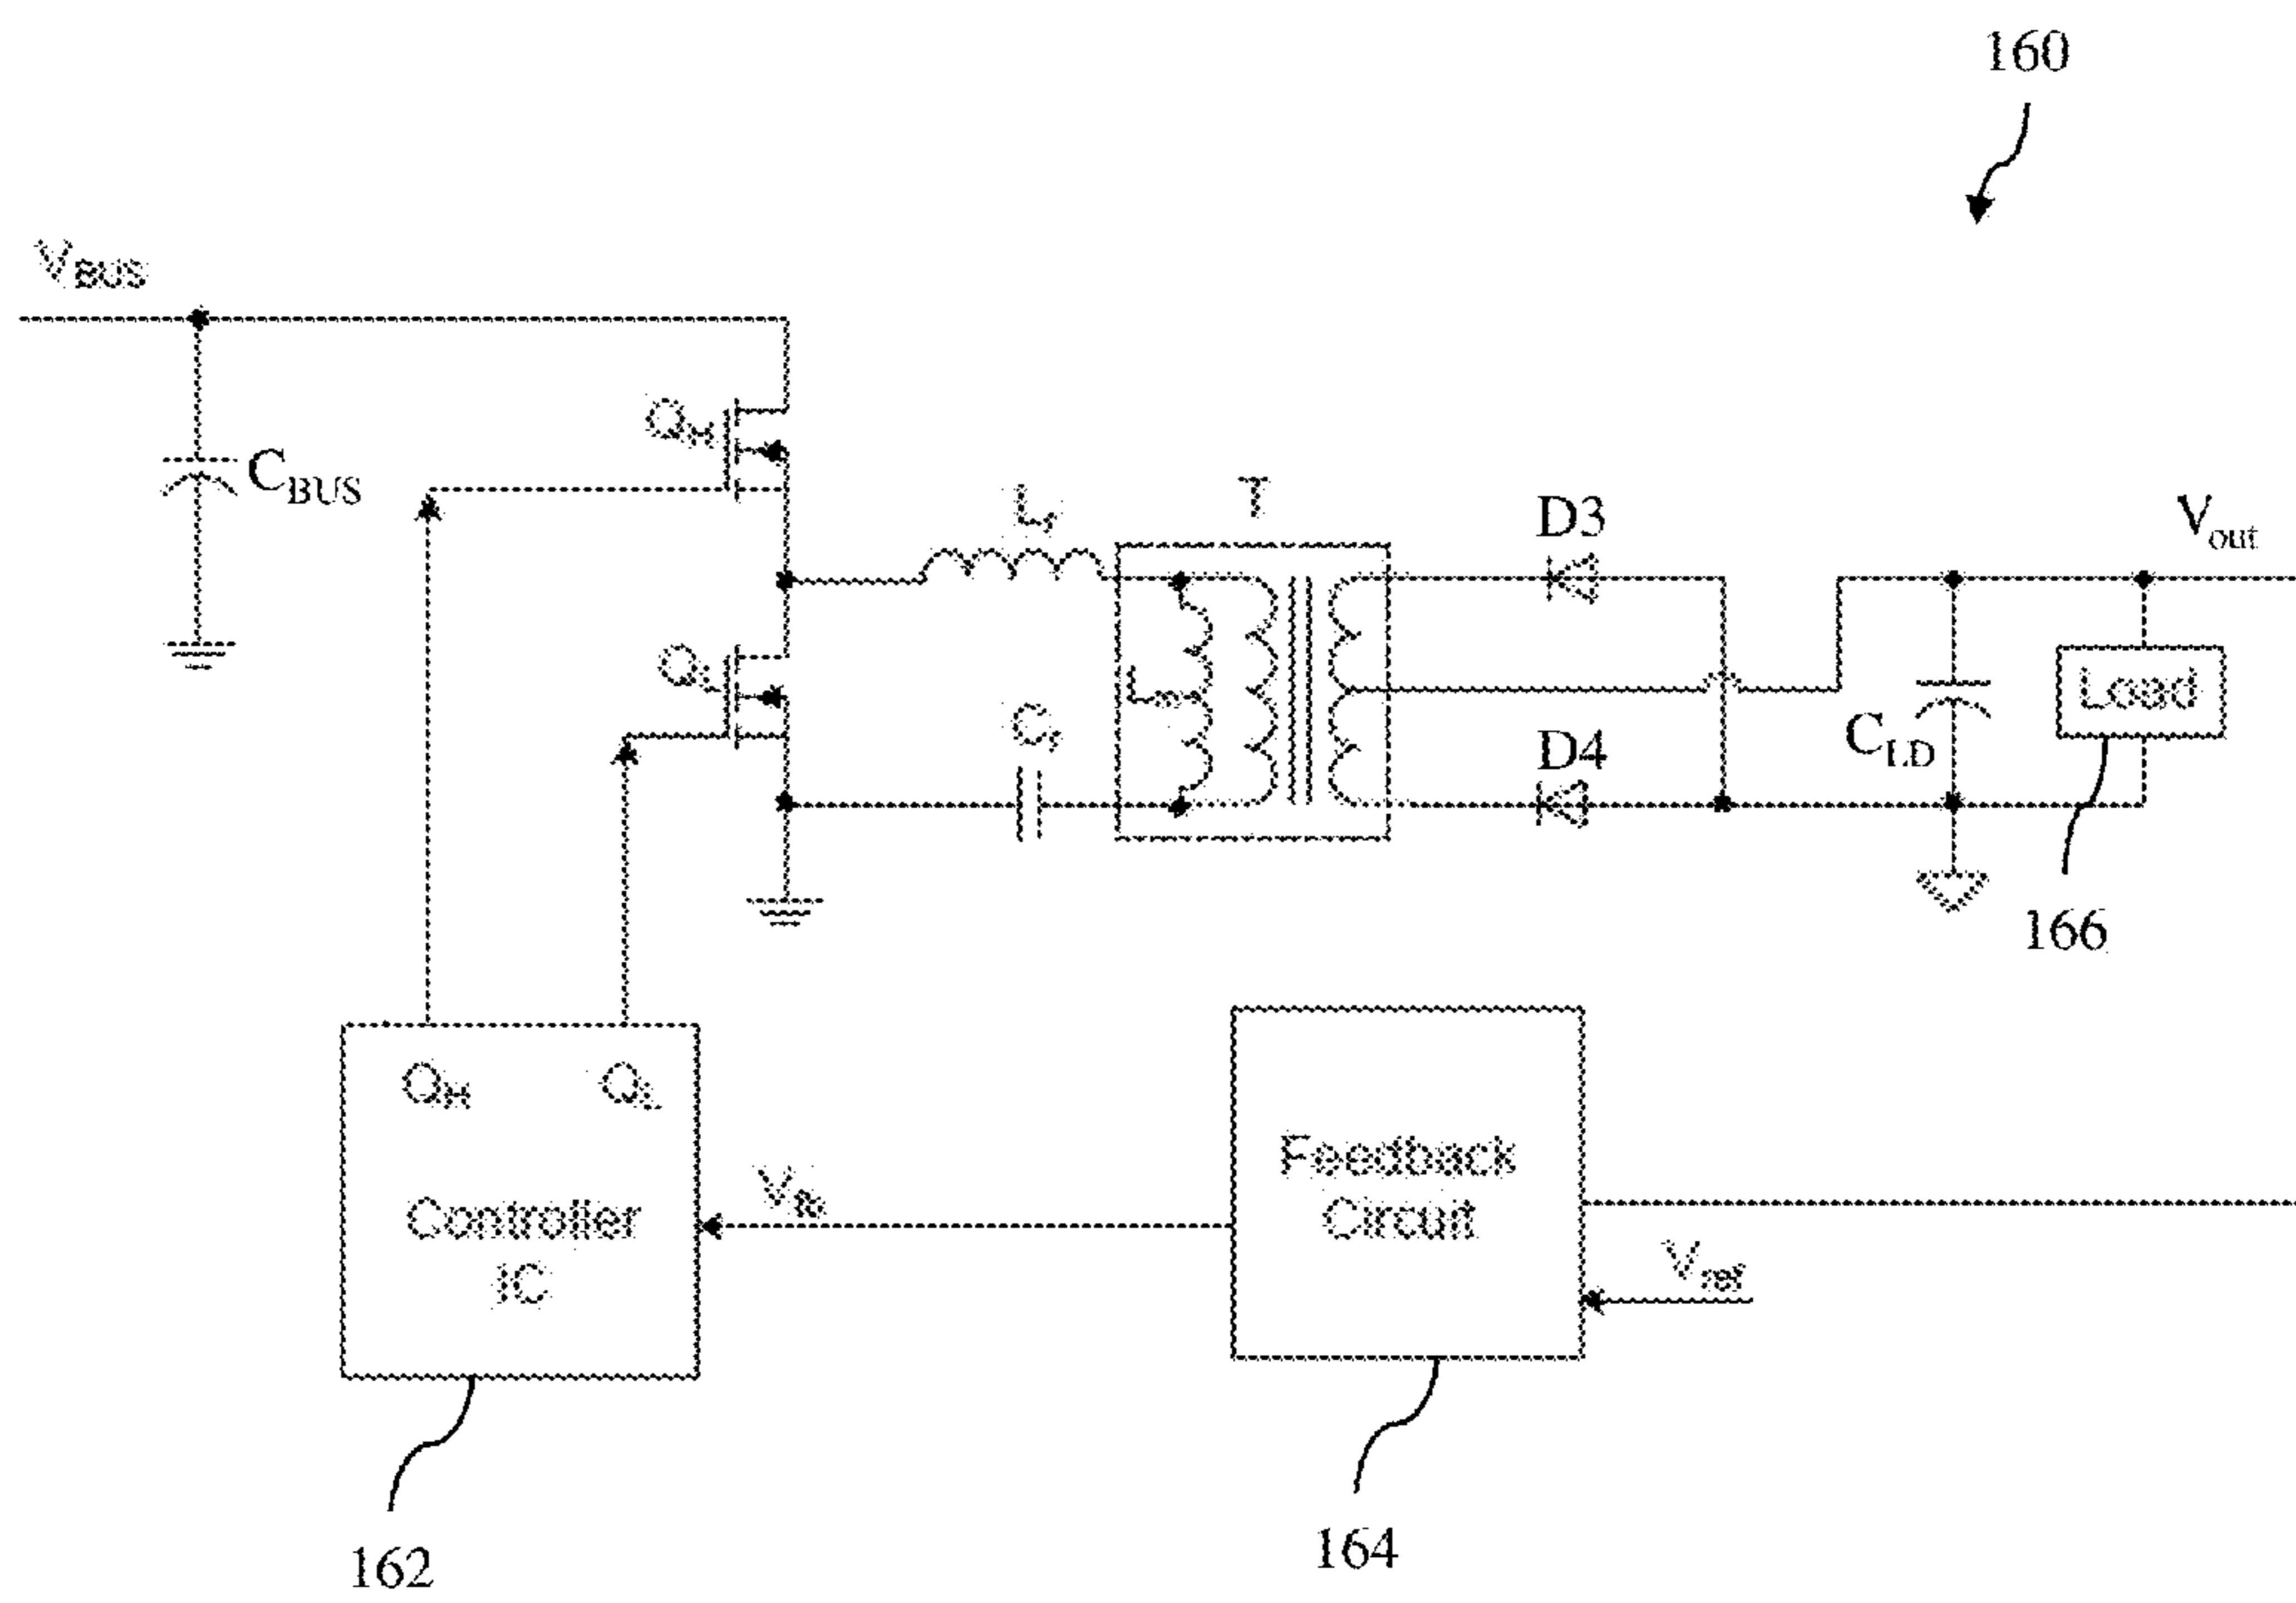 160
VBUS
CBUS
QH
QL
Lr
T
Lm
Cr
D3
D4
Vout
CLD
Load
166
QH QL
Controller
IC
Vfb
Feedback
Circuit
Vref
162
164